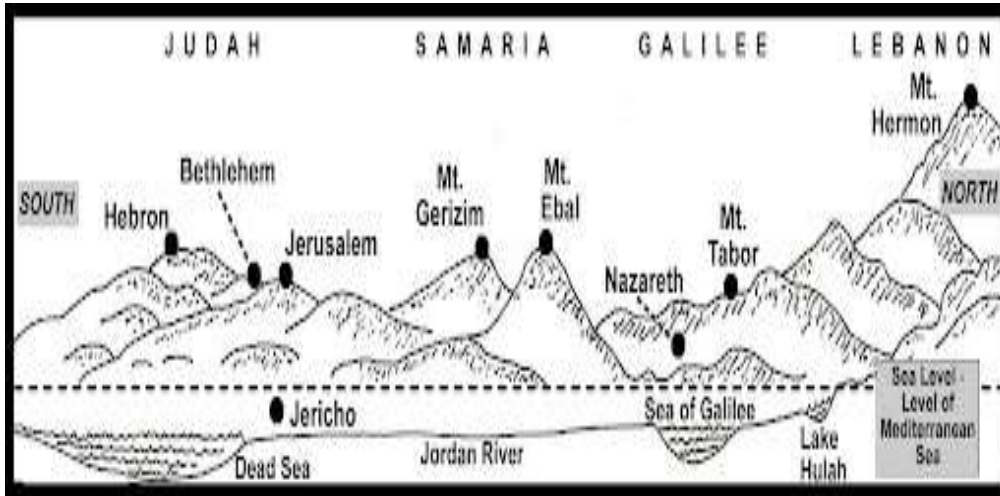 JUDAH SAMARIA GALILEE LEBANON
Mt.
Hermon
Bethlehem
Mt.
Gerizim
Mt.
Ebal
SOUTH
NORTH
Hebron
Jerusalem
Mt.
Tabor
Nazareth
Jericho
Sea of Galilee
Sea Level -
Level of
Mediterranean
Sea
Dead Sea
Jordan River
Lake
Hulah